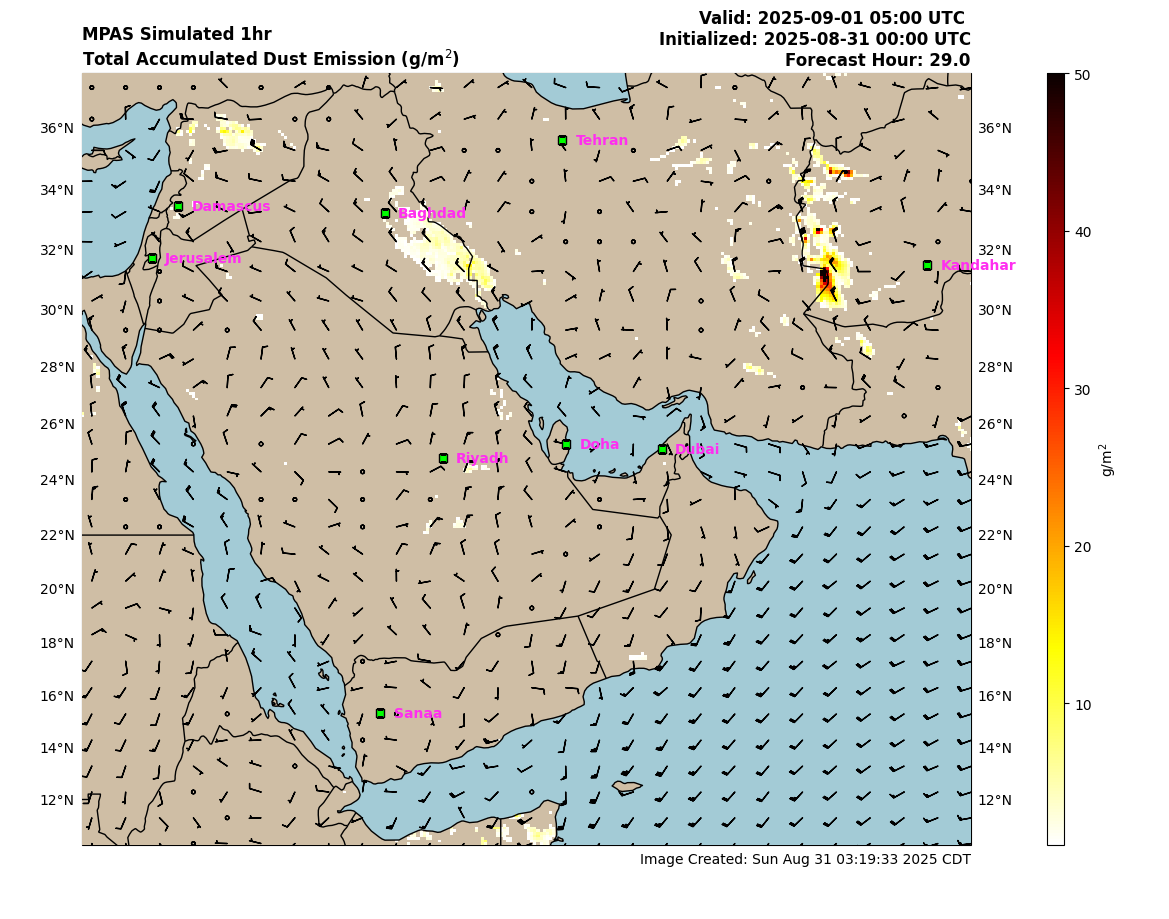 MPAS Simulated 1hr
Total Accumulated Dust Emission (g/m²)
Valid: 2025-09-01 05:00 UTC
Initialized: 2025-08-31 00:00 UTC
Forecast Hour: 29.0
36°N
34°N
32°N
30°N
28°N
26°N
24°N
22°N
20°N
18°N
16°N
14°N
12°N
Tehran
Damascus
Baghdad
Jerusalem
Kandahar
Doha
Dubai
Riyadh
Sanaa
36°N
34°N
32°N
30°N
28°N
26°N
24°N
22°N
20°N
18°N
16°N
14°N
12°N
50
40
30
20
10
g/m²
Image Created: Sun Aug 31 03:19:33 2025 CDT